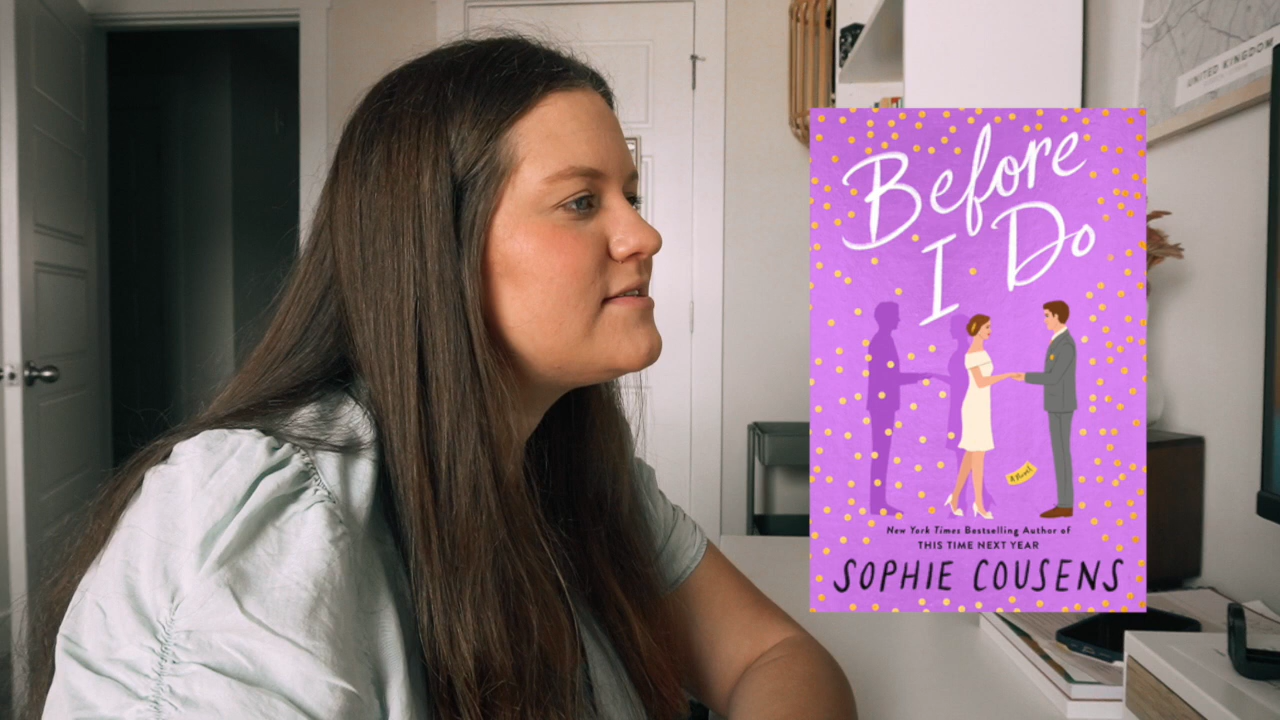 UNITED KINGDOM
Before
I Do
A Novel
New York Times Bestselling Author of
THIS TIME NEXT YEAR
SOPHIE COUSENS